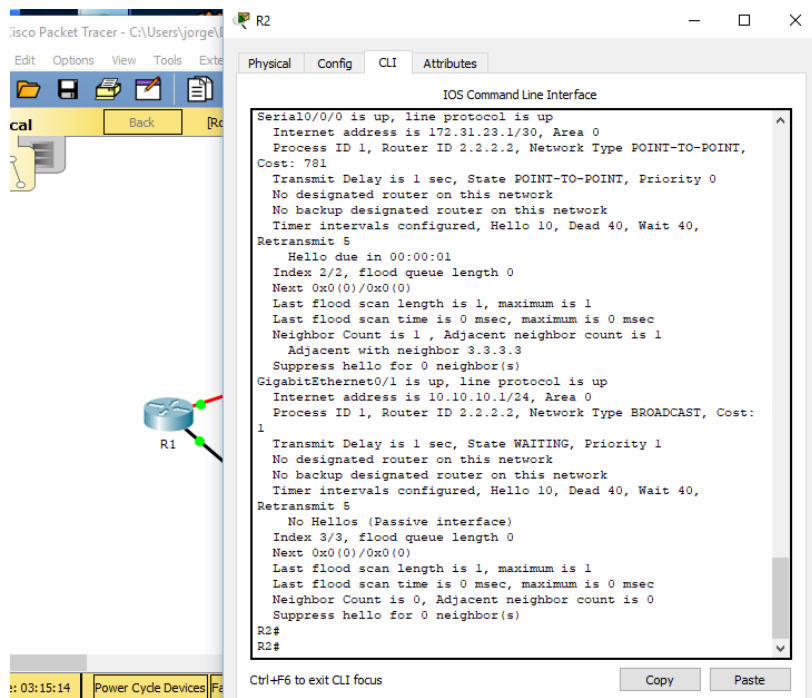 Cisco Packet Tracer - C:\Users\jorge\
Edit Options View Tools
Back
R1
03:15:14 Power Cycle Devices
R2
Physical Config CLI Attributes
IOS Command Line Interface
Serial0/0/0 is up, line protocol is up
Internet address is 172.31.23.1/30, Area 0
Process ID 1, Router ID 2.2.2.2, Network Type POINT-TO-POINT,
Cost: 781
Transmit Delay is 1 sec, State POINT-TO-POINT, Priority 0
No designated router on this network
No backup designated router on this network
Timer intervals configured, Hello 10, Dead 40, Wait 40,
Retransmit 5
Hello due in 00:00:01
Index 2/2, flood queue length 0
Next 0x0(0)/0x0(0)
Last flood scan length is 1, maximum is 1
Last flood scan time is 0 msec, maximum is 0 msec
Neighbor Count is 1 , Adjacent neighbor count is 1
Adjacent with neighbor 3.3.3.3
Suppress hello for 0 neighbor(s)
GigabitEthernet0/1 is up, line protocol is up
Internet address is 10.10.10.1/24, Area 0
Process ID 1, Router ID 2.2.2.2, Network Type BROADCAST, Cost:
1
Transmit Delay is 1 sec, State WAITING, Priority 1
No designated router on this network
No backup designated router on this network
Timer intervals configured, Hello 10, Dead 40, Wait 40,
Retransmit 5
No Hellos (Passive interface)
Index 3/3, flood queue length 0
Next 0x0(0)/0x0(0)
Last flood scan length is 1, maximum is 1
Last flood scan time is 0 msec, maximum is 0 msec
Neighbor Count is 0, Adjacent neighbor count is 0
Suppress hello for 0 neighbor(s)
R2#
R2#
Ctrl+F6 to exit CLI focus
Copy Paste